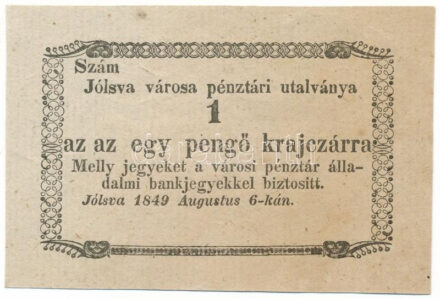 Szám
Jólsva városa pénztári utalványa
1
az az egy pengő krajczárra
Melly jegyeket a városi pénztár álla-
dalmi bankjegyekkel biztositt.
Jólsva 1849 Augustus 6-kán.